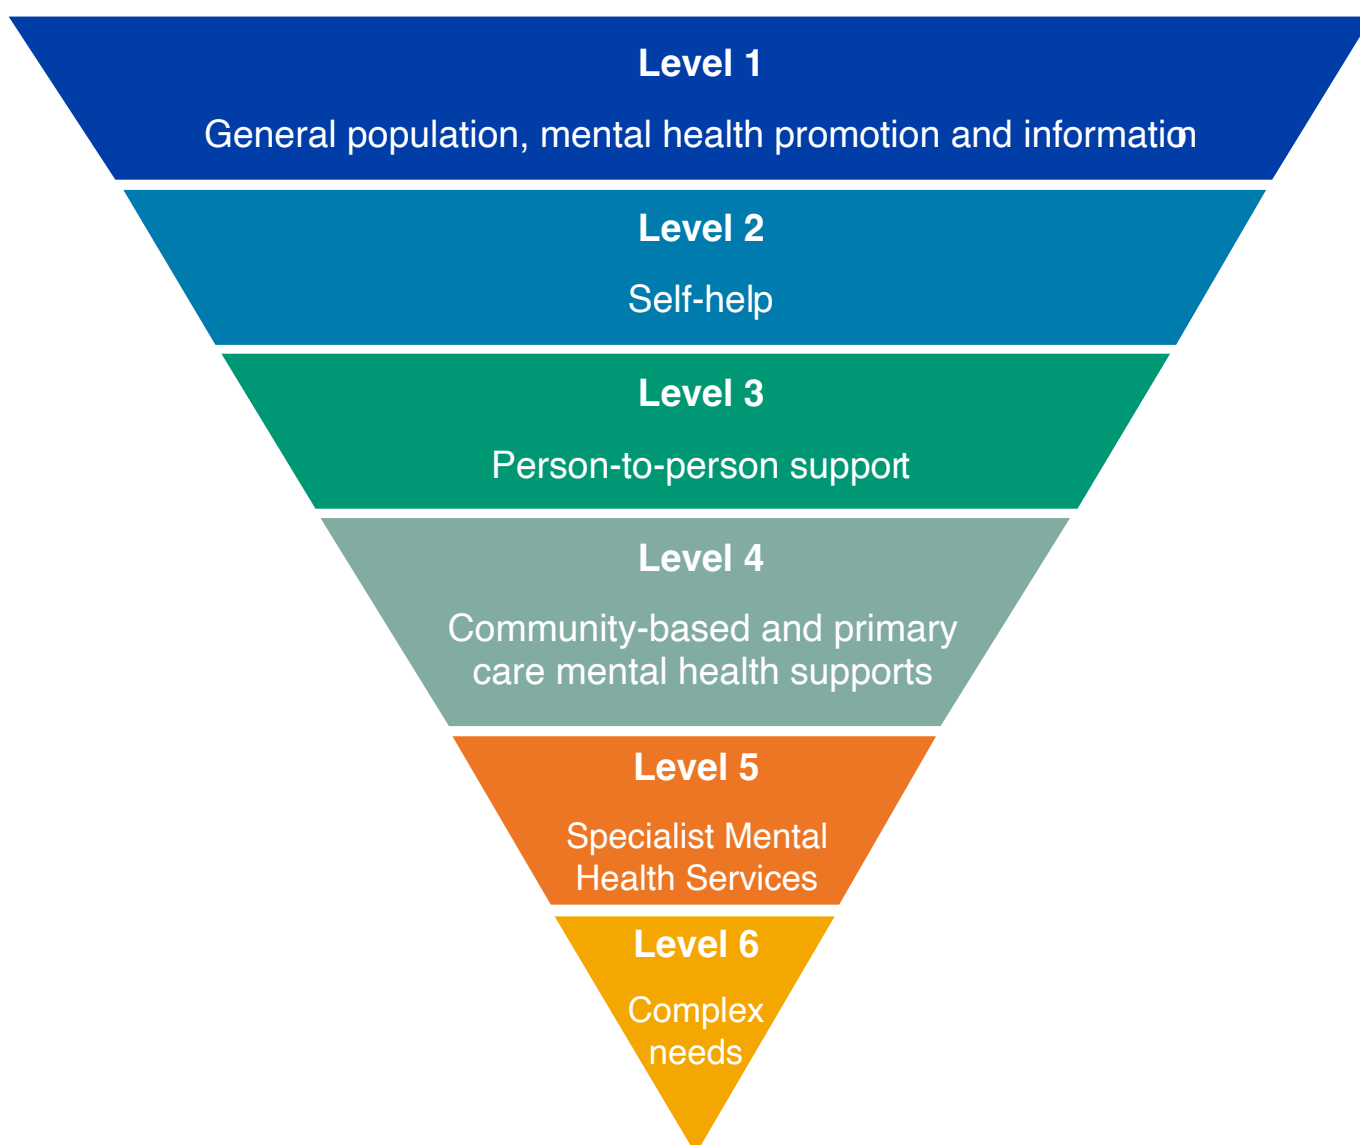 Level 1
General population, mental health promotion and information
Level 2
Self-help
Level 3
Person-to-person support
Level 4
Community-based and primary
care mental health supports
Level 5
Specialist Mental
Health Services
Level 6
Complex
needs